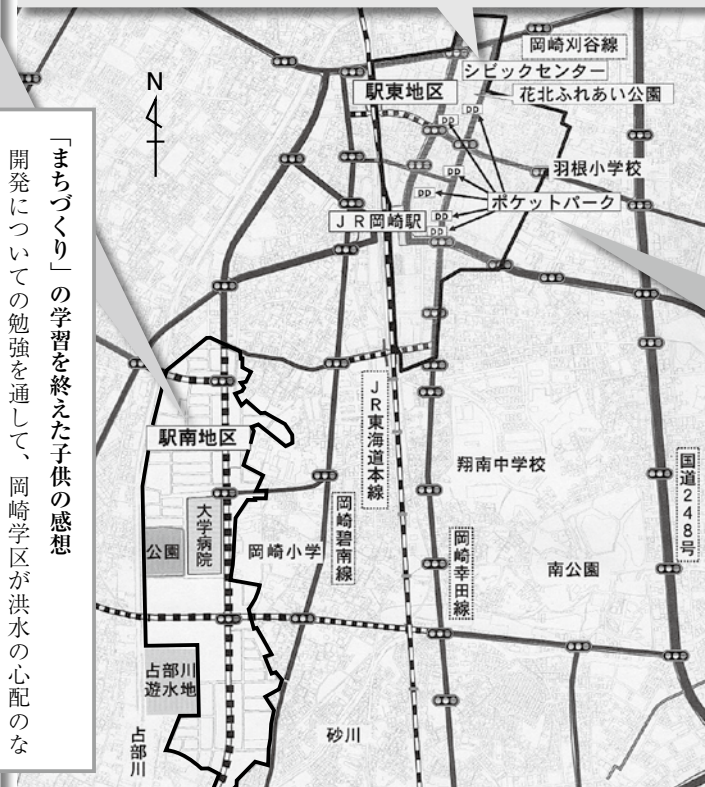 「まちづくり」の学習を終えた子供の感想
開発についての勉強を通して、岡崎学区が洪水の心配のな
N
岡崎刈谷線
シビックセンター
駅東地区
花北ふれあい公園
羽根小学校
ポケットパーク
ＪＲ岡崎駅
ＪＲ東海道本線
駅南地区
翔南中学校
国道248号
大学病院
岡崎碧南線
公園
岡崎小学
岡崎幸田線
南公園
占部川
遊水地
砂川
占部川